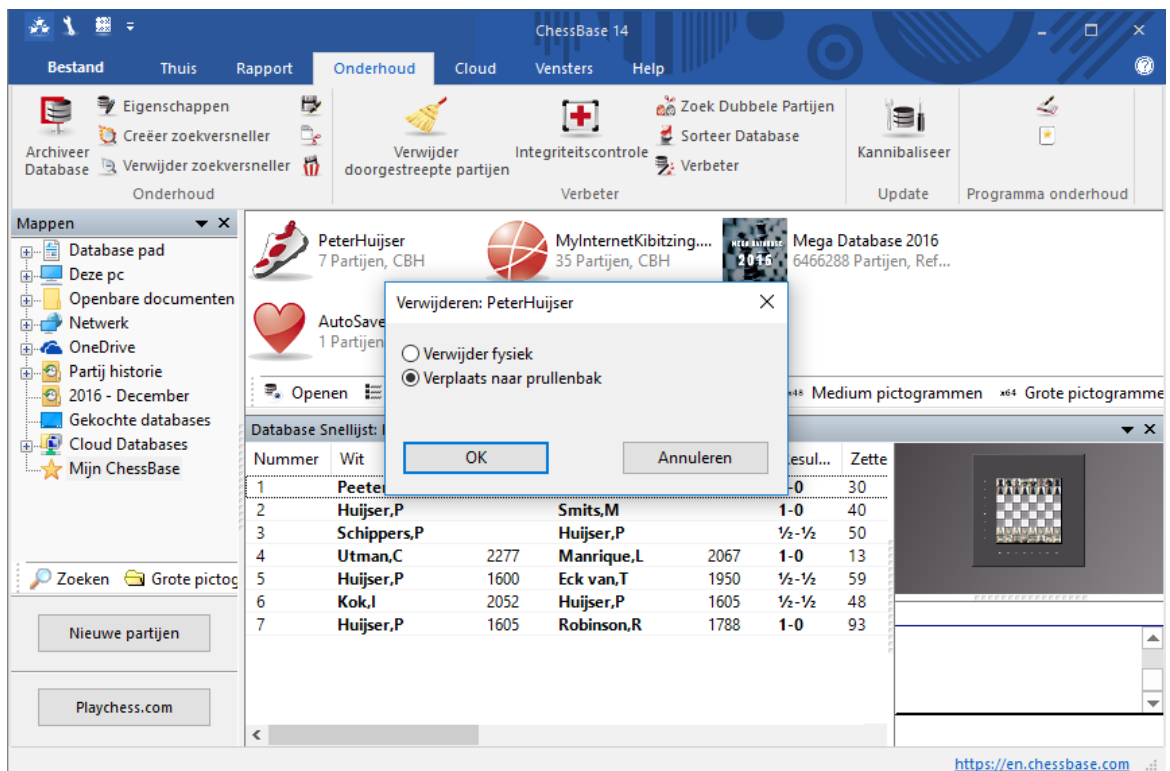 ChessBase 14
Bestand Thuis Rapport Onderhoud Cloud Vensters Help
Archiveer Database
Eigenschappen
Creëer zoekversneller
Verwijder zoekversneller
Onderhoud
Verwijder doorgestreepte partijen
Integriteitscontrole
Zoek Dubbele Partijen
Sorteer Database
Verbeter
Verbeter
Kannibaliseer
Update
Programma onderhoud
Mappen
Database pad
Deze pc
Openbare documenten
Netwerk
OneDrive
Partij historie
2016 - December
Gekochte databases
Cloud Databases
Mijn ChessBase
Zoeken Grote pictog
Nieuwe partijen
Playchess.com
PeterHuijser
7 Partijen, CBH
MyInternetKibitzing....
35 Partijen, CBH
MEGA DATABASE
2016
Mega Database 2016
6466288 Partijen, Ref...
AutoSave
1 Partijen
Verwijderen: PeterHuijser
Verwijder fysiek
Verplaats naar prullenbak
OK Annuleren
Openen x48 Medium pictogrammen x64 Grote pictogramme
Database Snellijst:
Nummer Wit esul... Zette
1 Peete -0 30
2 Huijser,P Smits,M 1-0 40
3 Schippers,P Huijser,P ½-½ 50
4 Utman,C 2277 Manrique,L 2067 1-0 13
5 Huijser,P 1600 Eck van,T 1950 ½-½ 59
6 Kok,I 2052 Huijser,P 1605 ½-½ 48
7 Huijser,P 1605 Robinson,R 1788 1-0 93
https://en.chessbase.com